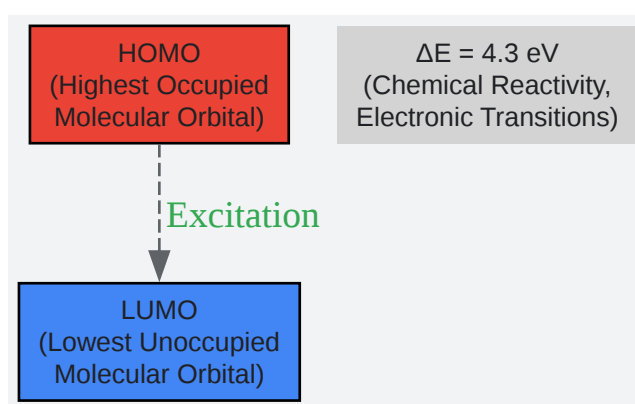 HOMO
(Highest Occupied
Molecular Orbital)
ΔE = 4.3 eV
(Chemical Reactivity,
Electronic Transitions)
Excitation
LUMO
(Lowest Unoccupied
Molecular Orbital)